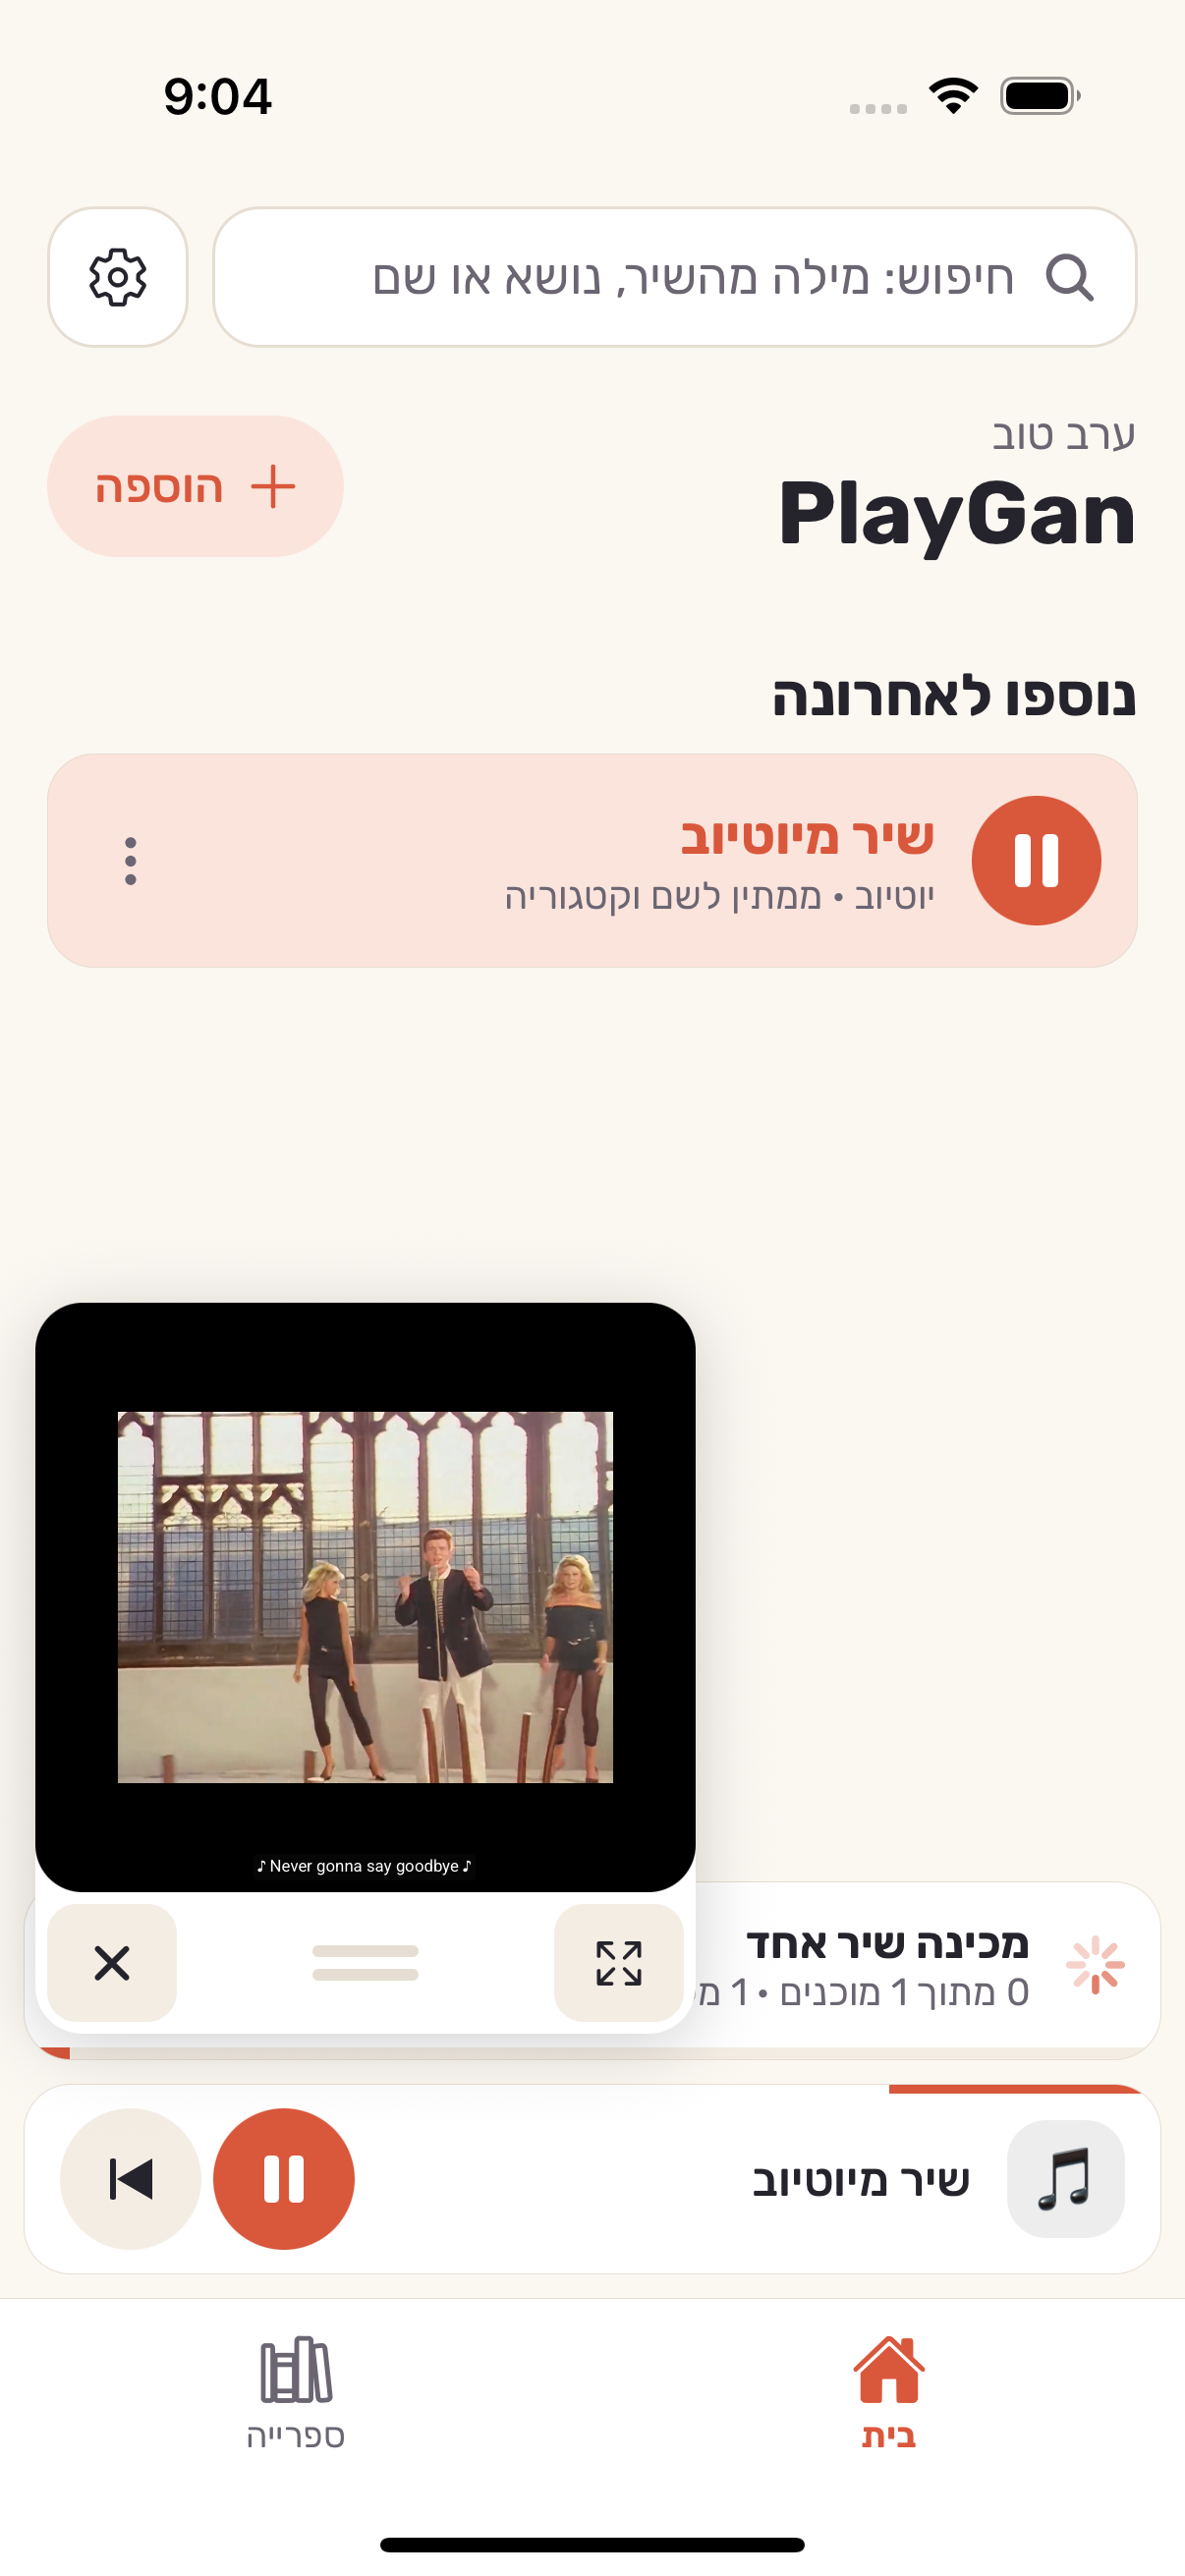 9:04
חיפוש: מילה מהשיר, נושא או שם
ערב טוב
PlayGan
הוספה
נוספו לאחרונה
שיר מיוטיוב
יוטיוב • ממתין לשם וקטגוריה
♪ Never gonna say goodbye ♪
מכינה שיר אחד
0 מתוך 1 מוכנים • 1
שיר מיוטיוב
בית
ספרייה